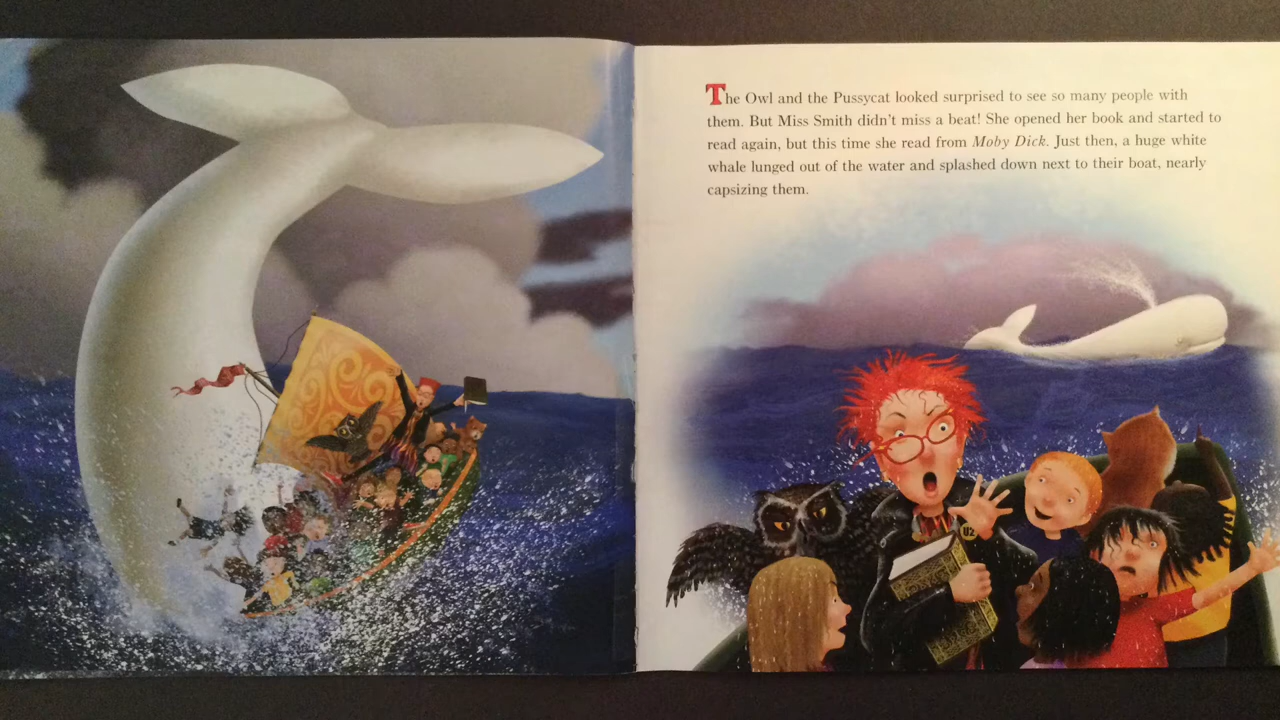 The Owl and the Pussycat looked surprised to see so many people with
them. But Miss Smith didn't miss a beat! She opened her book and started to
read again, but this time she read from Moby Dick. Just then, a huge white
whale lunged out of the water and splashed down next to their boat, nearly
capsizing them.
U2